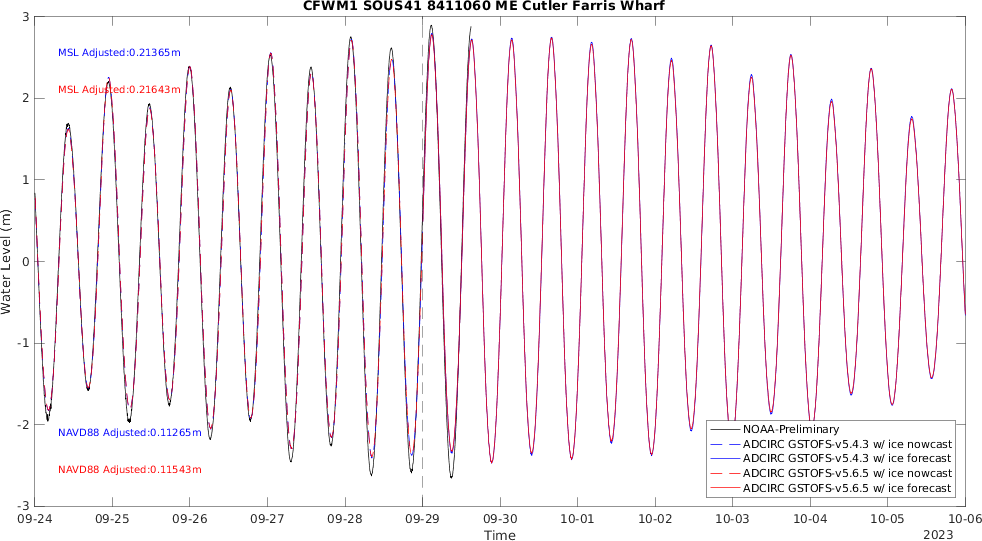 CFWM1 SOUS41 8411060 ME Cutler Farris Wharf
3
2
1
0
-1
-2
-3
Water Level (m)
MSL Adjusted:0.21365m
MSL Adjusted:0.21643m
NAVD88 Adjusted:0.11265m
NAVD88 Adjusted:0.11543m
NOAA-Preliminary
ADCIRC GSTOFS-v5.4.3 w/ ice nowcast
ADCIRC GSTOFS-v5.4.3 w/ ice forecast
ADCIRC GSTOFS-v5.6.5 w/ ice nowcast
ADCIRC GSTOFS-v5.6.5 w/ ice forecast
09-24 09-25 09-26 09-27 09-28 09-29 09-30 10-01 10-02 10-03 10-04 10-05 10-06
Time
2023